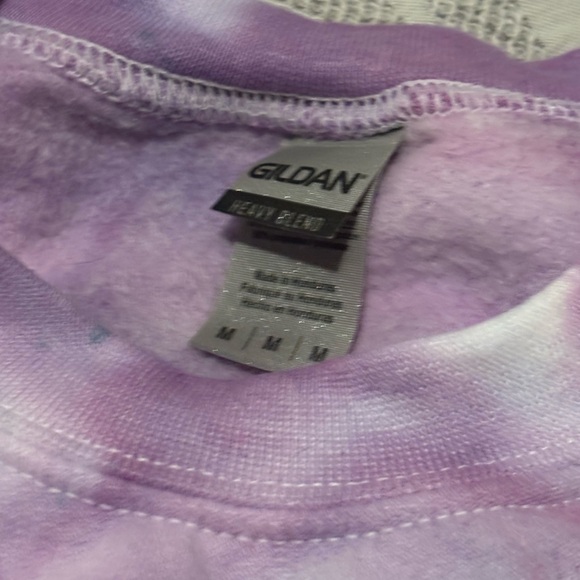 GILDAN
HEAVY BLEND
Made in Honduras
Fabriqué au Honduras
Hecho en Honduras
M | M | M